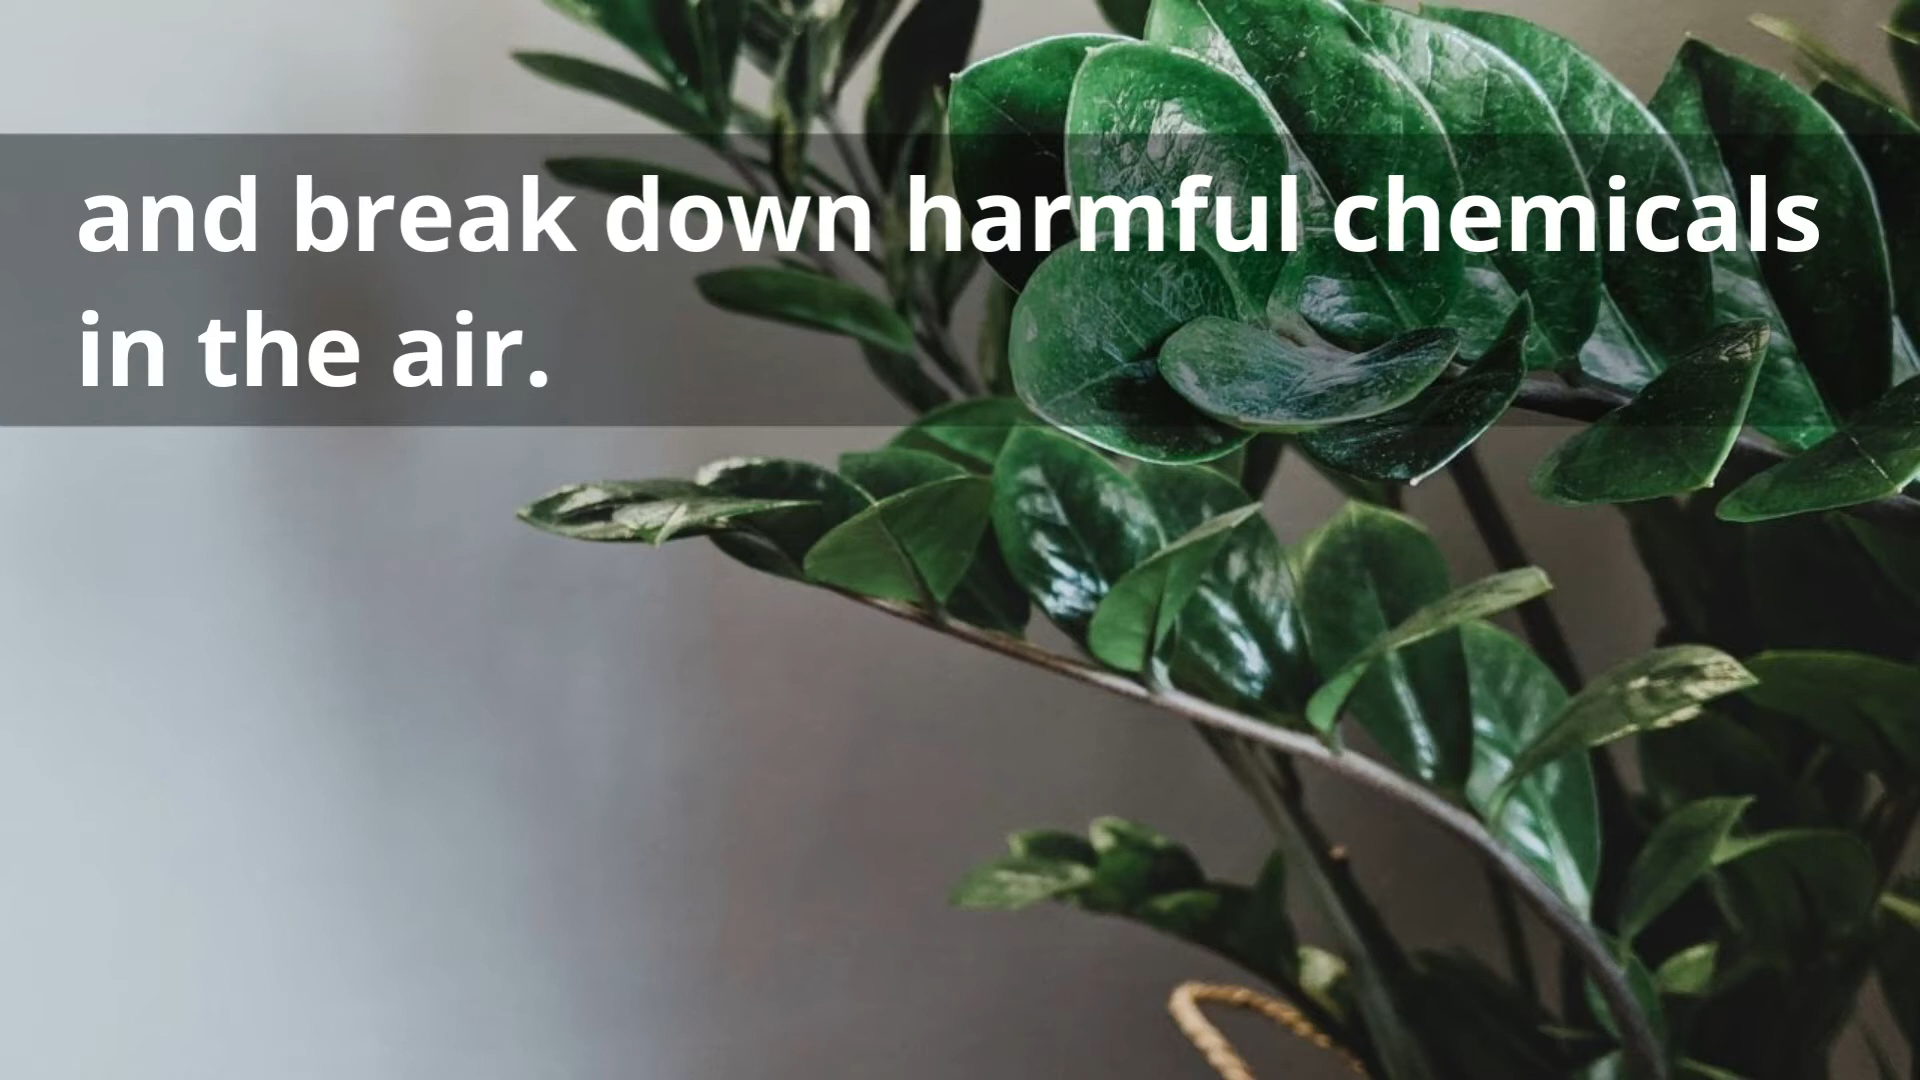 and break down harmful chemicals
in the air.